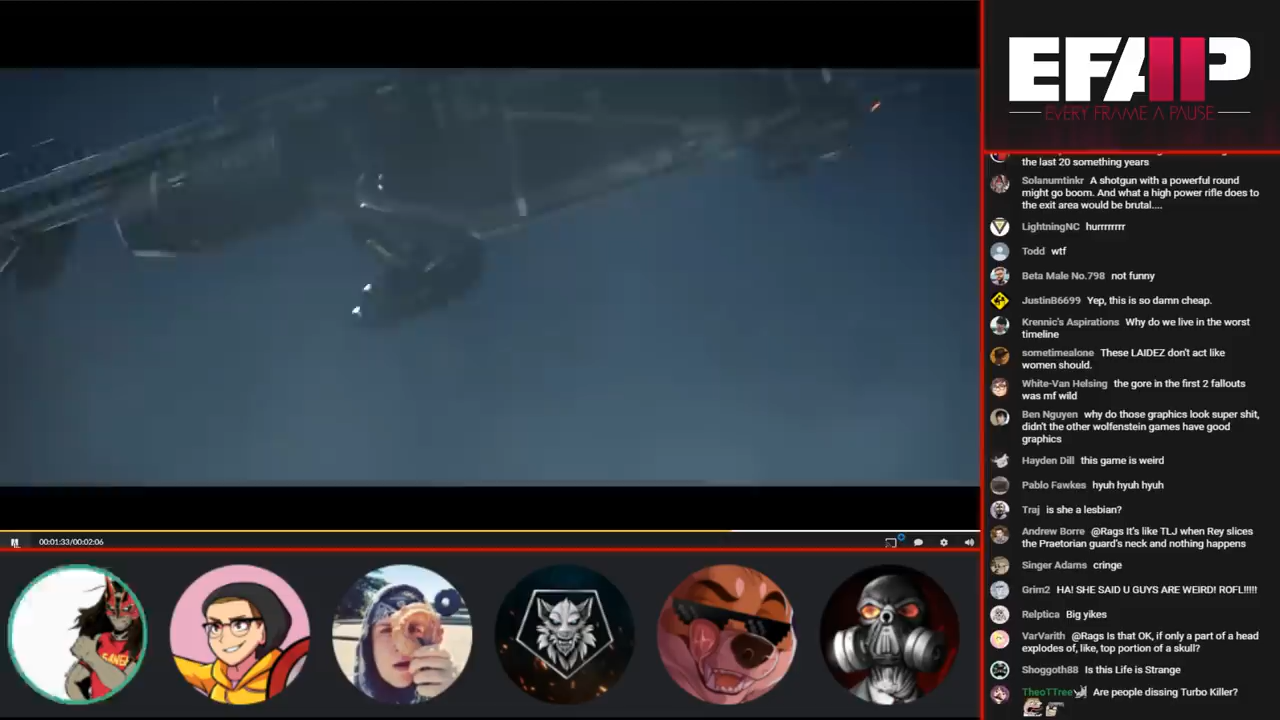 EFAP
EVERY FRAME A PAUSE
the last 20 something years
Solanumtinkr A shotgun with a powerful round
might go boom. And what a high power rifle does to
the exit area would be brutal....
LightningNC hurrrrrrr
Todd wtf
Beta Male No.798 not funny
JustinB6699 Yep, this is so damn cheap.
Krennic's Aspirations Why do we live in the worst
timeline
sometimealone These LAIDEZ don't act like
women should.
White-Van Helsing the gore in the first 2 fallouts
was mf wild
Ben Nguyen why do those graphics look super shit,
didn't the other wolfenstein games have good
graphics
Hayden Dill this game is weird
Pablo Fawkes hyuh hyuh hyuh
Traj is she a lesbian?
Andrew Borre @Rags It's like TLJ when Rey slices
the Praetorian guard's neck and nothing happens
Singer Adams cringe
Grim2 HA! SHE SAID U GUYS ARE WEIRD! ROFL!!!!!
Relptica Big yikes
VarVarith @Rags Is that OK, if only a part of a head
explodes of, like, top portion of a skull?
Shoggoth88 Is this Life is Strange
TheoTTree Are people dissing Turbo Killer?
00:01:33/00:02:06